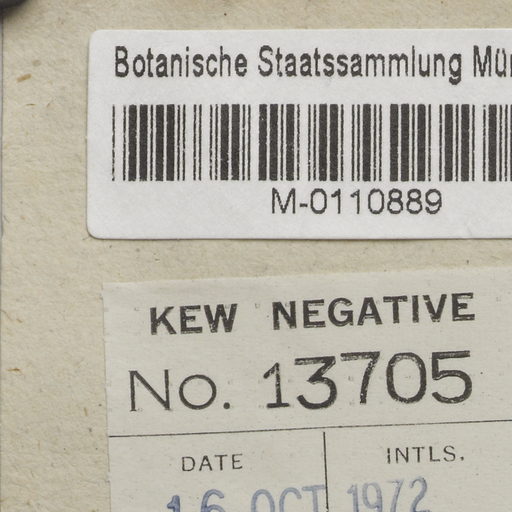 Botanische Staatssammlung Mün
M-0110889
KEW NEGATIVE
No. 13705
DATE INTLS.
16 OCT 1972